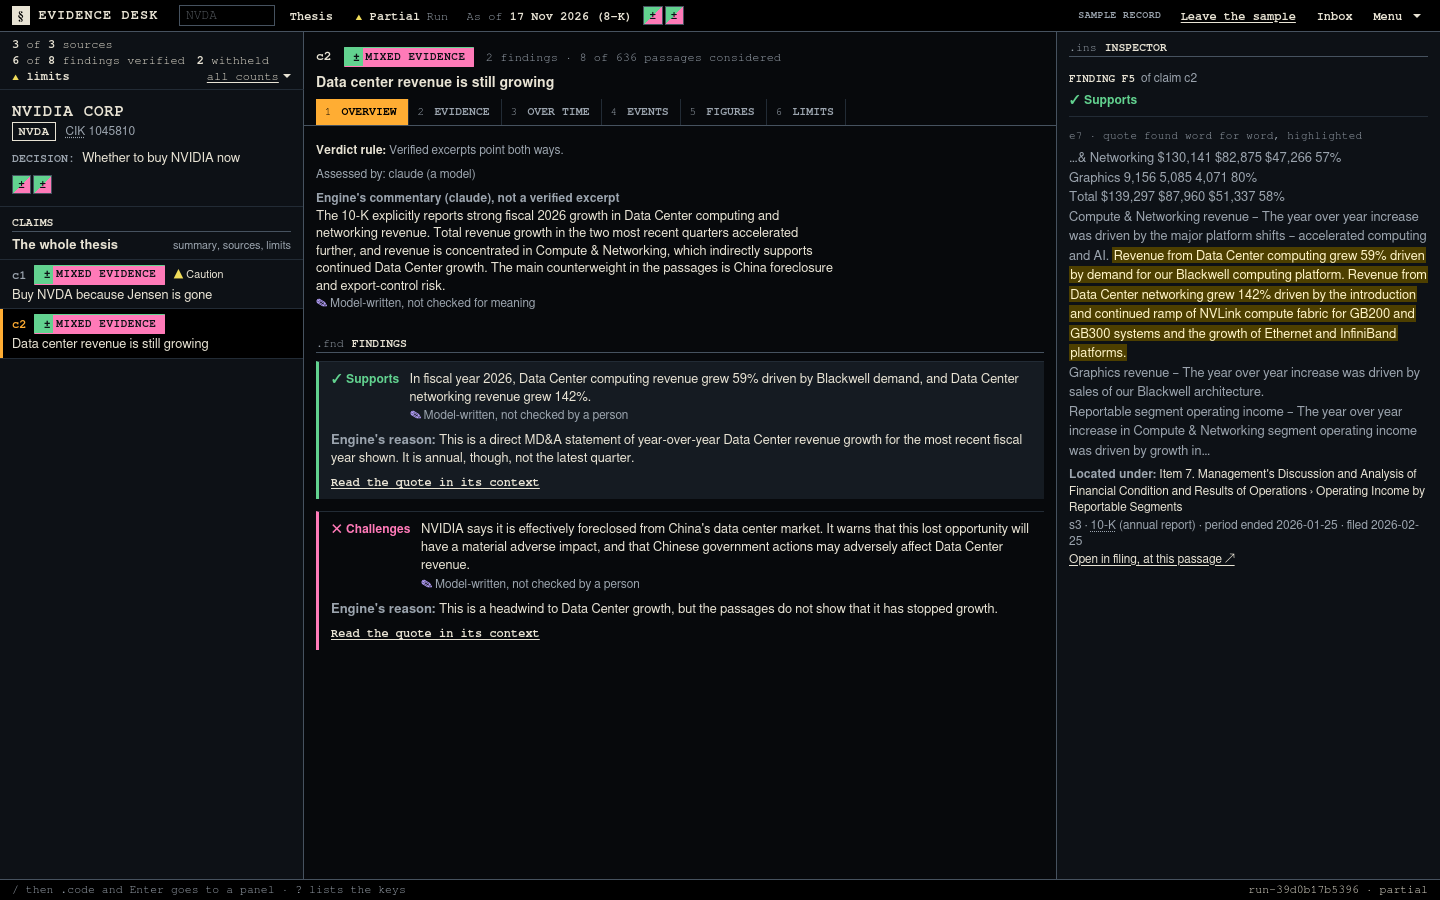 § EVIDENCE DESK NVDA Thesis ▲ Partial Run As of 17 Nov 2026 (8-K) ± ± SAMPLE RECORD Leave the sample Inbox Menu
3 of 3 sources
6 of 8 findings verified 2 withheld
▲ limits all counts
NVIDIA CORP
NVDA CIK 1045810
DECISION: Whether to buy NVIDIA now
± ±
CLAIMS
The whole thesis summary, sources, limits
c1 ± MIXED EVIDENCE ▲ Caution
Buy NVDA because Jensen is gone
c2 ± MIXED EVIDENCE
Data center revenue is still growing
c2 ± MIXED EVIDENCE 2 findings · 8 of 636 passages considered
Data center revenue is still growing
1 OVERVIEW 2 EVIDENCE 3 OVER TIME 4 EVENTS 5 FIGURES 6 LIMITS
Verdict rule: Verified excerpts point both ways.
Assessed by: claude (a model)
Engine's commentary (claude), not a verified excerpt
The 10-K explicitly reports strong fiscal 2026 growth in Data Center computing and
networking revenue. Total revenue growth in the two most recent quarters accelerated
further, and revenue is concentrated in Compute & Networking, which indirectly supports
continued Data Center growth. The main counterweight in the passages is China foreclosure
and export-control risk.
✎ Model-written, not checked for meaning
.fnd FINDINGS
✓ Supports In fiscal year 2026, Data Center computing revenue grew 59% driven by Blackwell demand, and Data Center
networking revenue grew 142%.
✎ Model-written, not checked by a person
Engine's reason: This is a direct MD&A statement of year-over-year Data Center revenue growth for the most recent fiscal
year shown. It is annual, though, not the latest quarter.
Read the quote in its context
✕ Challenges NVIDIA says it is effectively foreclosed from China's data center market. It warns that this lost opportunity will
have a material adverse impact, and that Chinese government actions may adversely affect Data Center
revenue.
✎ Model-written, not checked by a person
Engine's reason: This is a headwind to Data Center growth, but the passages do not show that it has stopped growth.
Read the quote in its context
.ins INSPECTOR
FINDING F5 of claim c2
✓ Supports
e7 · quote found word for word, highlighted
…& Networking $130,141 $82,875 $47,266 57%
Graphics 9,156 5,085 4,071 80%
Total $139,297 $87,960 $51,337 58%
Compute & Networking revenue – The year over year increase
was driven by the major platform shifts – accelerated computing
and AI. Revenue from Data Center computing grew 59% driven
by demand for our Blackwell computing platform. Revenue from
Data Center networking grew 142% driven by the introduction
and continued ramp of NVLink compute fabric for GB200 and
GB300 systems and the growth of Ethernet and InfiniBand
platforms.
Graphics revenue – The year over year increase was driven by
sales of our Blackwell architecture.
Reportable segment operating income – The year over year
increase in Compute & Networking segment operating income
was driven by growth in…
Located under: Item 7. Management's Discussion and Analysis of
Financial Condition and Results of Operations › Operating Income by
Reportable Segments
s3 · 10-K (annual report) · period ended 2026-01-25 · filed 2026-02-
25
Open in filing, at this passage ↗
/ then .code and Enter goes to a panel · ? lists the keys run-39d0b17b5396 · partial